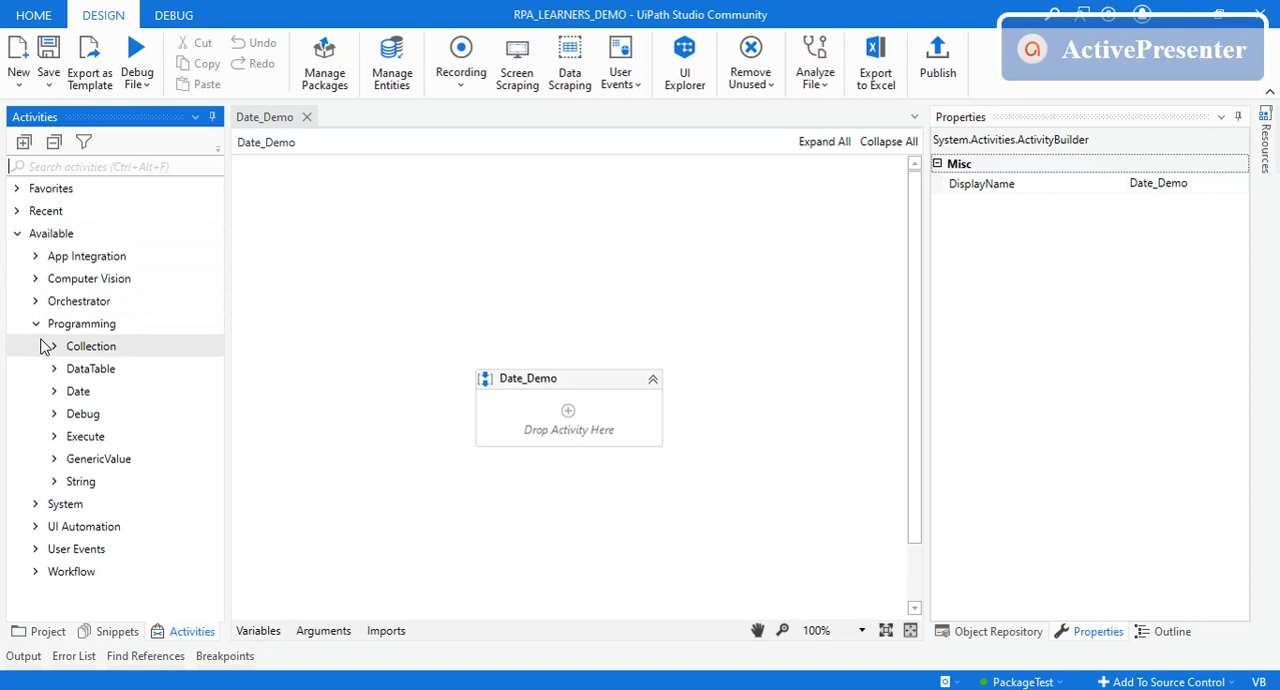 HOME DESIGN DEBUG RPA_LEARNERS_DEMO - UiPath Studio Community
ActivePresenter
New Save Export as Template Debug File Cut Copy Paste Undo Redo Manage Packages Manage Entities Recording Screen Scraping Data Scraping User Events UI Explorer Remove Unused Analyze File Export to Excel Publish
Activities
Search activities (Ctrl+Alt+F)
Favorites
Recent
Available
App Integration
Computer Vision
Orchestrator
Programming
Collection
DataTable
Date
Debug
Execute
GenericValue
String
System
UI Automation
User Events
Workflow
Project Snippets Activities
Date_Demo
Date_Demo Expand All Collapse All
Date_Demo
Drop Activity Here
Variables Arguments Imports 100%
Properties
System.Activities.ActivityBuilder
Misc
DisplayName Date_Demo
Resources
Object Repository Properties Outline
Output Error List Find References Breakpoints
PackageTest Add To Source Control VB